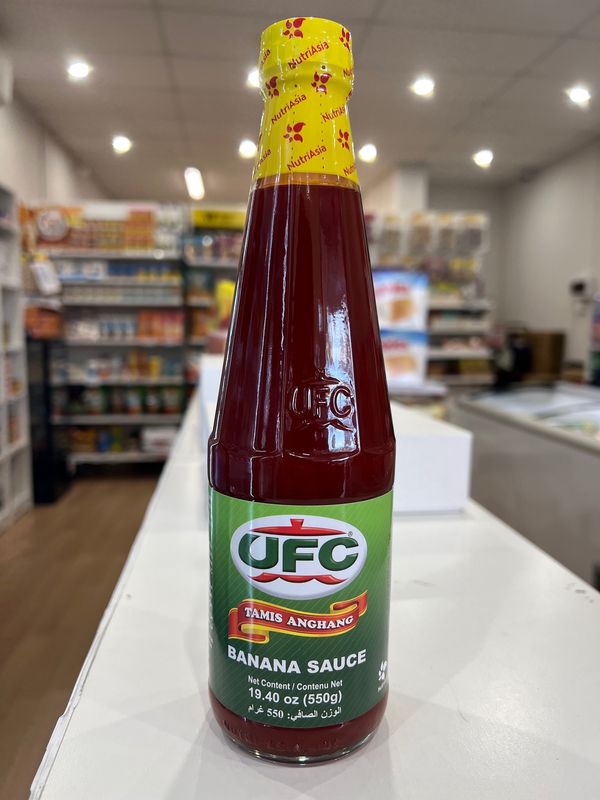 NutriAsia
NutriAsia
NutriAsia
NutriAsia
UFC
UFC®
TAMIS ANGHANG
BANANA SAUCE
Net Content / Contenu Net
19.40 oz (550g)
الوزن الصافي: 550 غرام